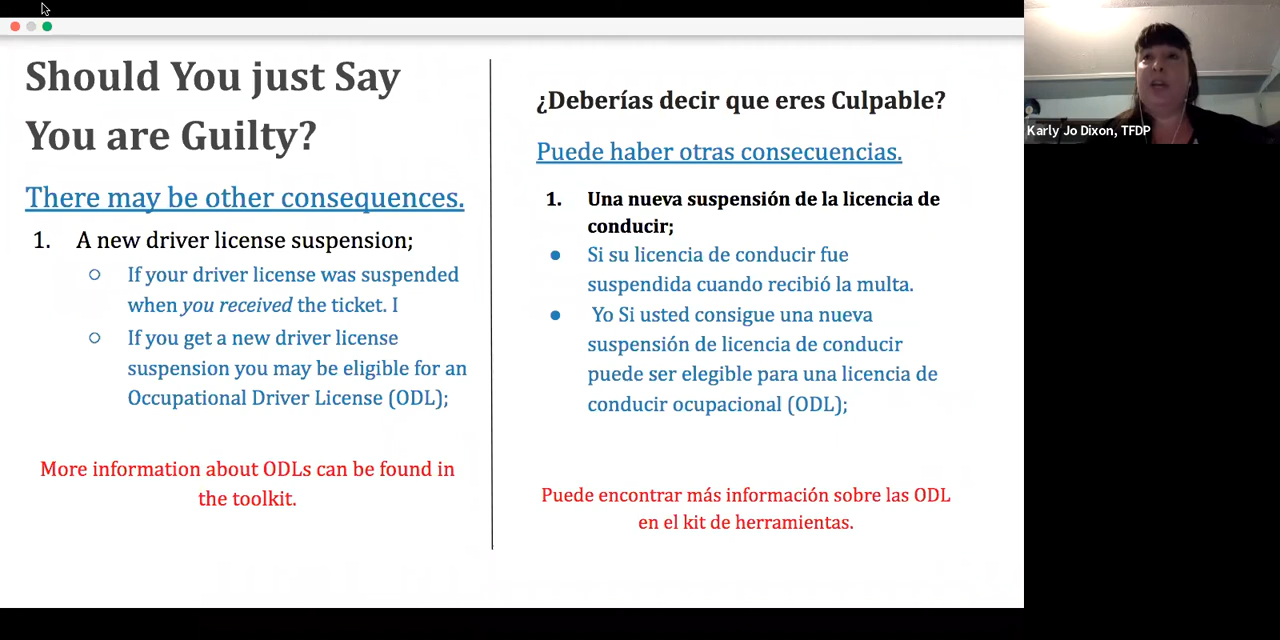 Should You just Say
You are Guilty?
There may be other consequences.
1. A new driver license suspension;
○ If your driver license was suspended
when you received the ticket. I
○ If you get a new driver license
suspension you may be eligible for an
Occupational Driver License (ODL);
More information about ODLs can be found in
the toolkit.
¿Deberías decir que eres Culpable?
Puede haber otras consecuencias.
1. Una nueva suspensión de la licencia de
conducir;
● Si su licencia de conducir fue
suspendida cuando recibió la multa.
● Yo Si usted consigue una nueva
suspensión de licencia de conducir
puede ser elegible para una licencia de
conducir ocupacional (ODL);
Puede encontrar más información sobre las ODL
en el kit de herramientas.
Karly Jo Dixon, TFDP